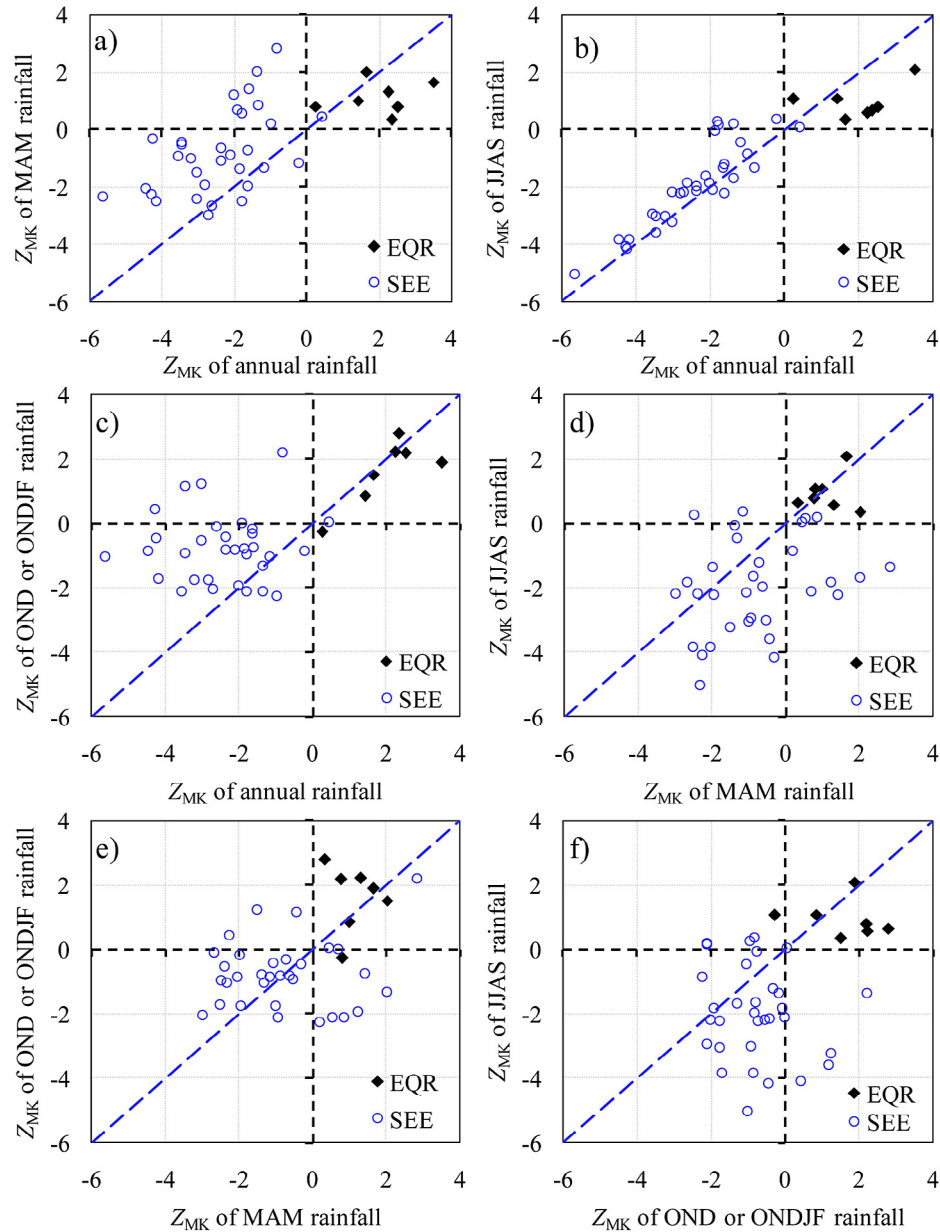 a)
Z_MK of MAM rainfall
4
2
0
-2
-4
-6
EQR
SEE
-6 -4 -2 0 2 4
Z_MK of annual rainfall
b)
Z_MK of JJAS rainfall
4
2
0
-2
-4
-6
EQR
SEE
-6 -4 -2 0 2 4
Z_MK of annual rainfall
c)
Z_MK of OND or ONDJF rainfall
4
2
0
-2
-4
-6
EQR
SEE
-6 -4 -2 0 2 4
Z_MK of annual rainfall
d)
Z_MK of JJAS rainfall
4
2
0
-2
-4
-6
EQR
SEE
-6 -4 -2 0 2 4
Z_MK of MAM rainfall
e)
Z_MK of OND or ONDJF rainfall
4
2
0
-2
-4
-6
EQR
SEE
-6 -4 -2 0 2 4
Z_MK of MAM rainfall
f)
Z_MK of JJAS rainfall
4
2
0
-2
-4
-6
EQR
SEE
-6 -4 -2 0 2 4
Z_MK of OND or ONDJF rainfall